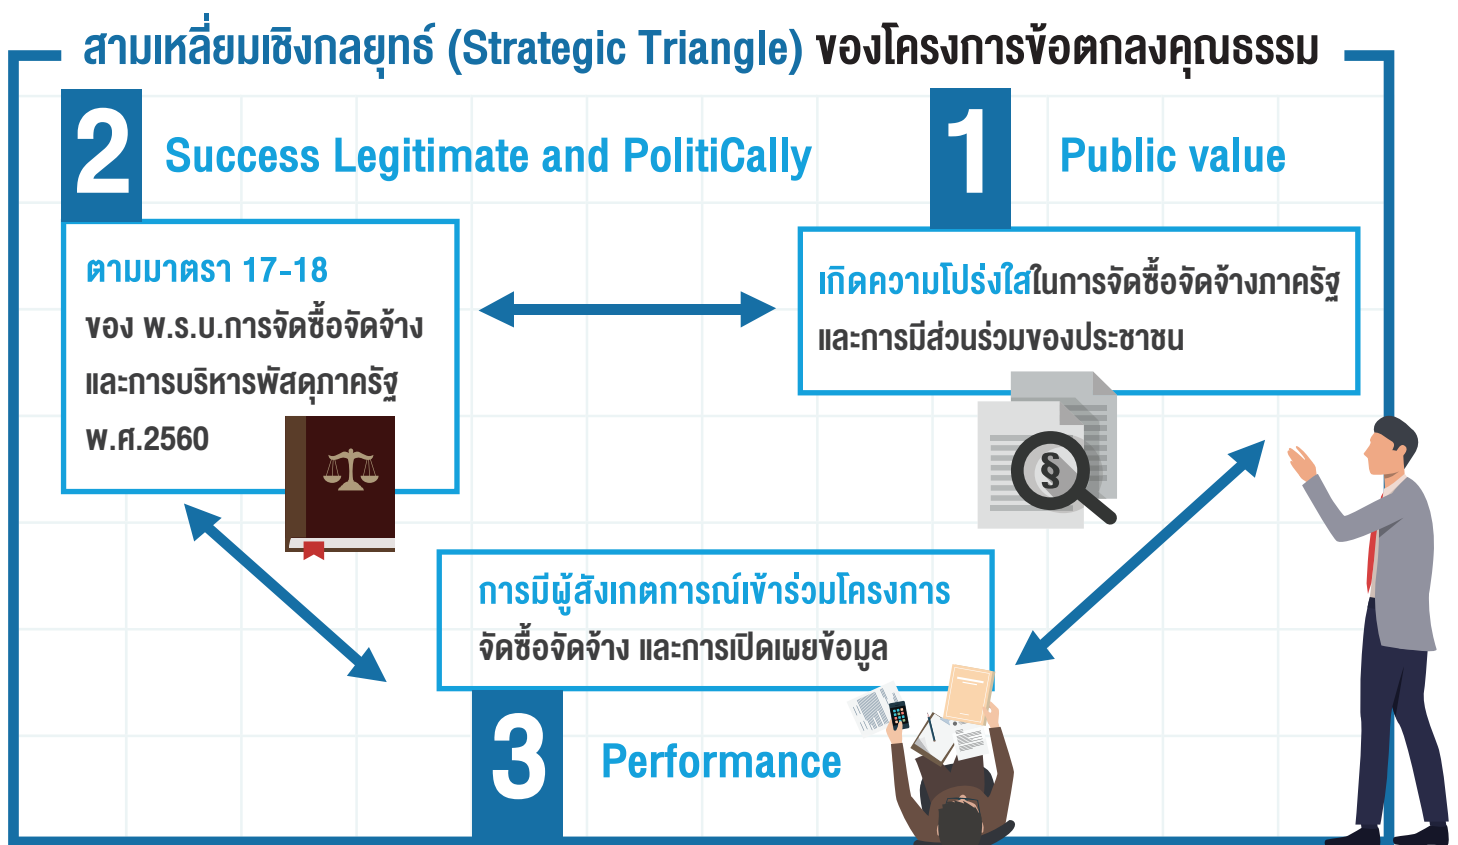 สามเหลี่ยมเชิงกลยุทธ์ (Strategic Triangle) ของโครงการข้อตกลงคุณธรรม
2
Success Legitimate and PolitiCally
ตามมาตรา 17-18
ของ พ.ร.บ.การจัดซื้อจัดจ้าง
และการบริหารพัสดุภาครัฐ
พ.ศ.2560
1
Public value
เกิดความโปร่งใสในการจัดซื้อจัดจ้างภาครัฐ
และการมีส่วนร่วมของประชาชน
§
การมีผู้สังเกตการณ์เข้าร่วมโครงการ
จัดซื้อจัดจ้าง และการเปิดเผยข้อมูล
3
Performance